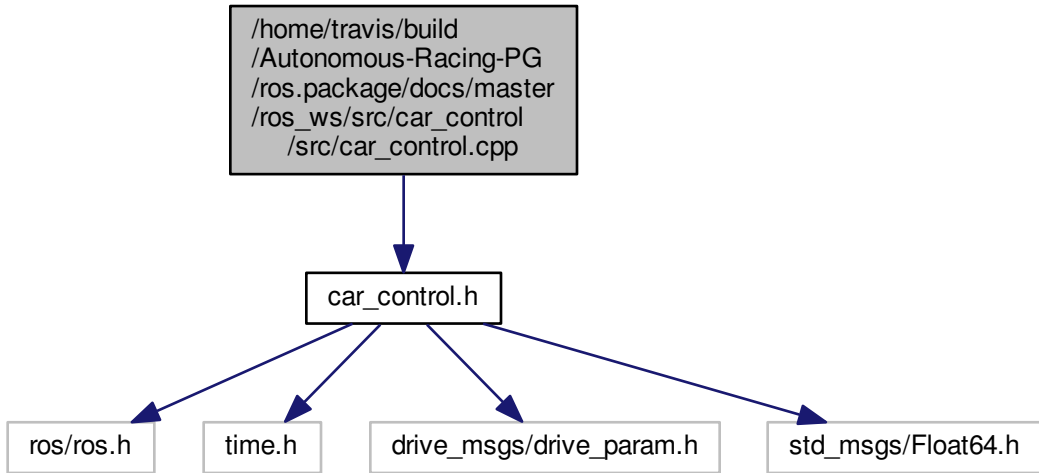 /home/travis/build
/Autonomous-Racing-PG
/ros.package/docs/master
/ros_ws/src/car_control
/src/car_control.cpp
car_control.h
ros/ros.h
time.h
drive_msgs/drive_param.h
std_msgs/Float64.h